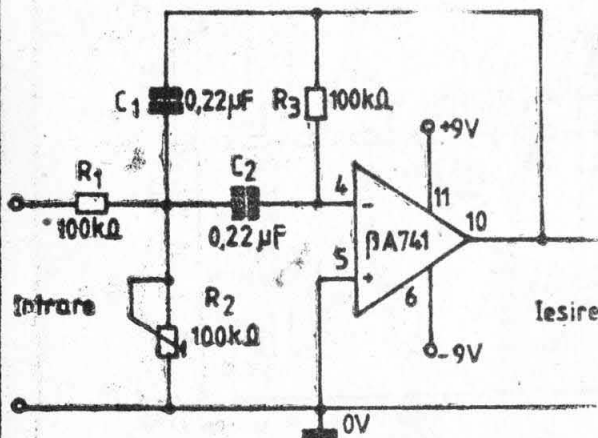 C1 0,22µF
R3 100kΩ
+9V
R1
100kΩ
C2
0,22µF
4
-
11
10
βA741
5
+
6
Intrare
R2
100kΩ
Iesire
-9V
0V